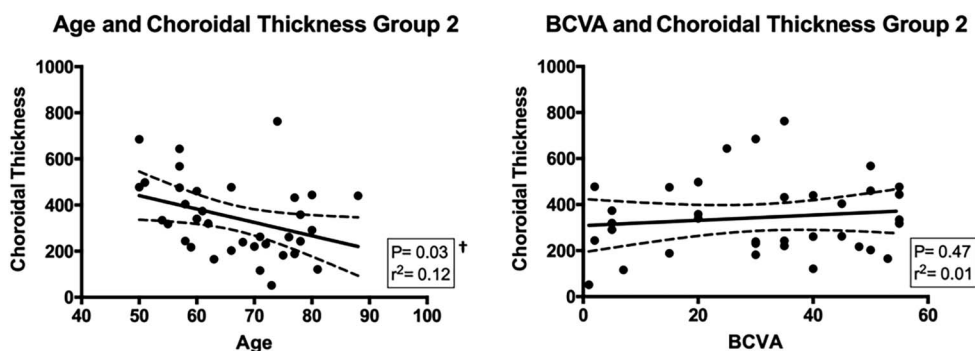 Age and Choroidal Thickness Group 2
Choroidal Thickness
1000
800
600
400
200
0
40
50
60
70
80
90
100
Age
P= 0.03 †
r²= 0.12
BCVA and Choroidal Thickness Group 2
Choroidal Thickness
1000
800
600
400
200
0
0
20
40
60
BCVA
P= 0.47
r²= 0.01